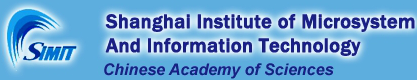 SIMIT
Shanghai Institute of Microsystem
And Information Technology
Chinese Academy of Sciences